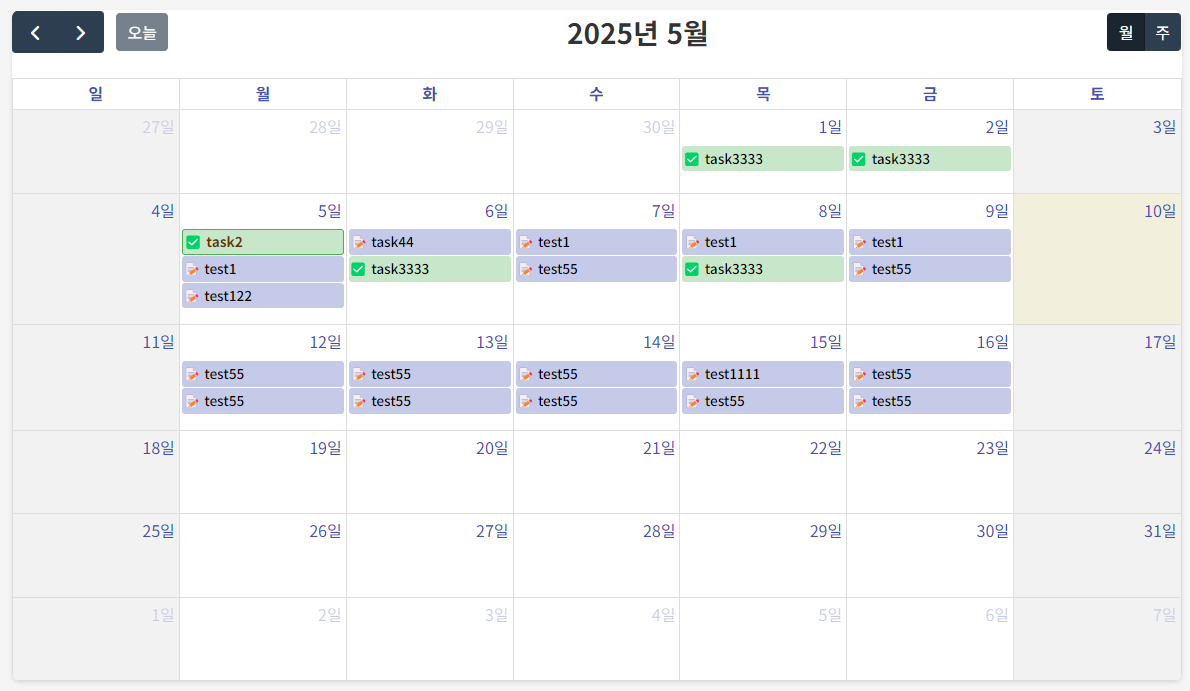 오늘 2025년 5월 월 주
일 월 화 수 목 금 토
27일 28일 29일 30일 1일 2일 3일
task3333 task3333
4일 5일 6일 7일 8일 9일 10일
task2 task44 test1 test1 test1
test1 task3333 test55 task3333 test55
test122
11일 12일 13일 14일 15일 16일 17일
test55 test55 test55 test1111 test55
test55 test55 test55 test55 test55
18일 19일 20일 21일 22일 23일 24일
25일 26일 27일 28일 29일 30일 31일
1일 2일 3일 4일 5일 6일 7일